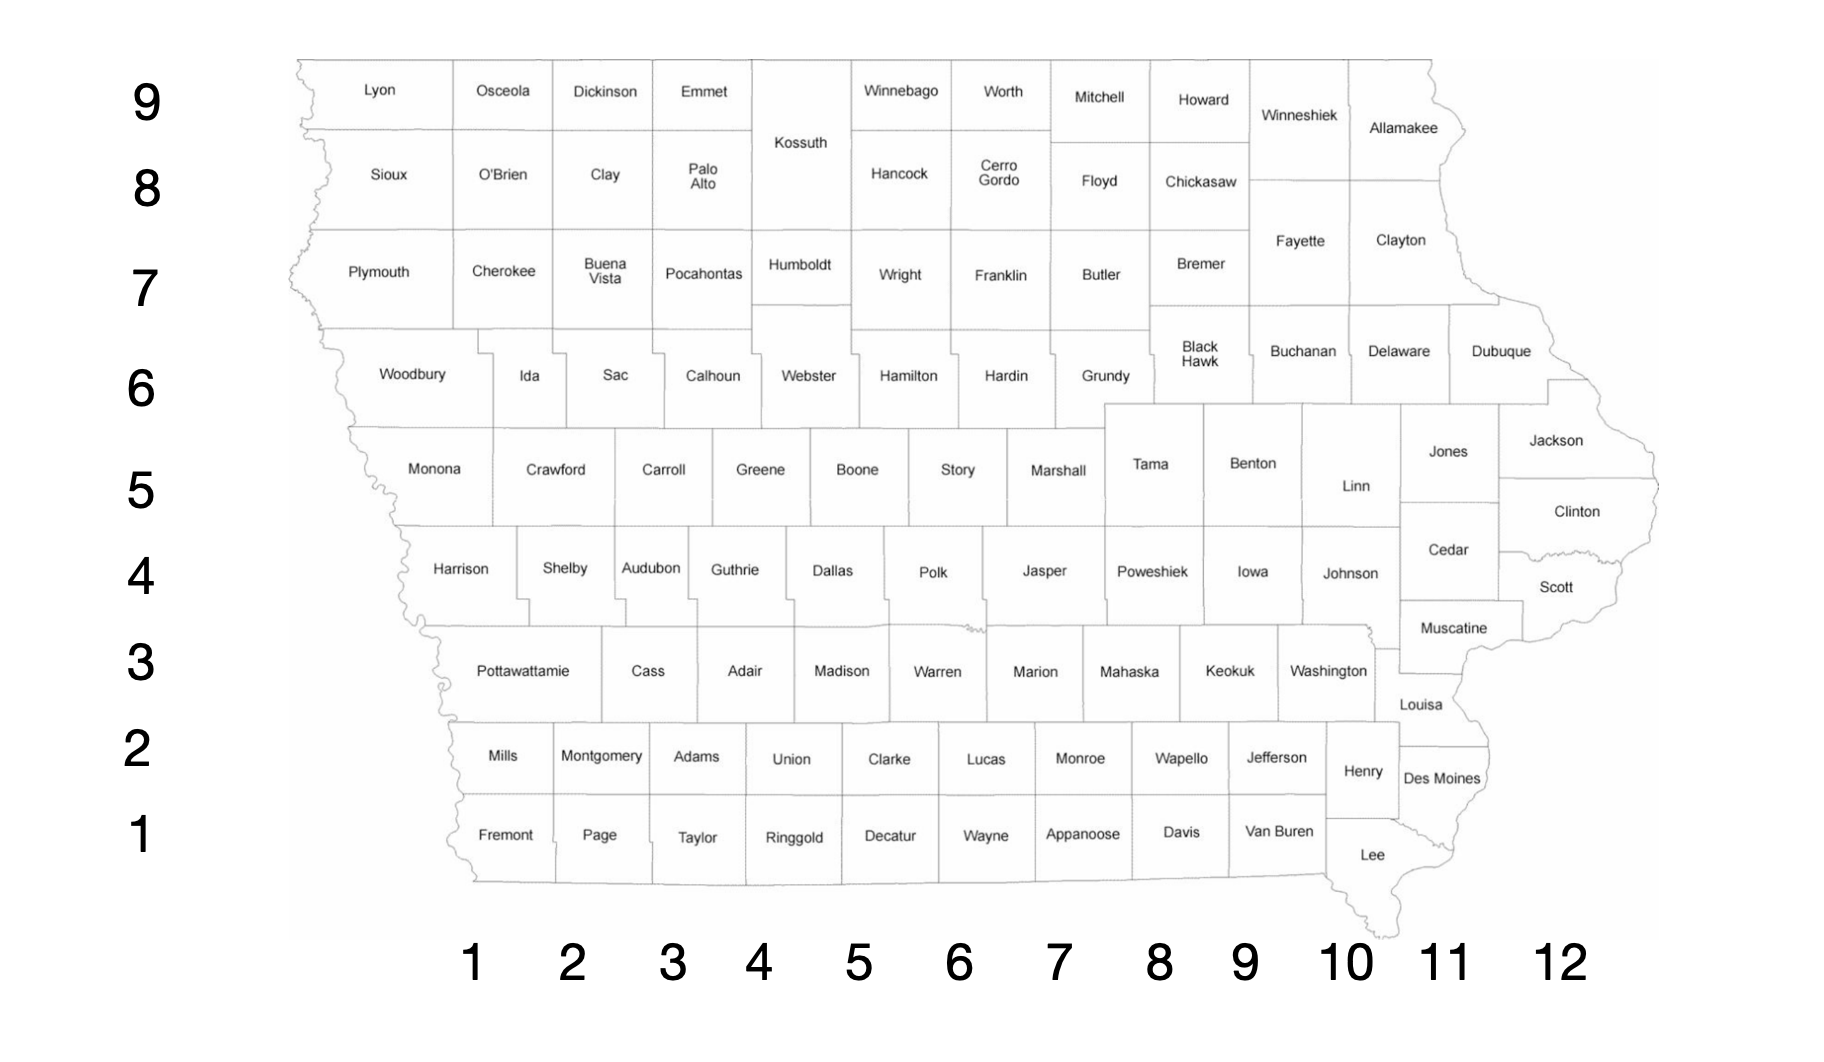 9 Lyon Osceola Dickinson Emmet Kossuth Winnebago Worth Mitchell Howard Winneshiek Allamakee
8 Sioux O'Brien Clay Palo Alto Hancock Cerro Gordo Floyd Chickasaw
7 Plymouth Cherokee Buena Vista Pocahontas Humboldt Wright Franklin Butler Bremer Fayette Clayton
6 Woodbury Ida Sac Calhoun Webster Hamilton Hardin Grundy Black Hawk Buchanan Delaware Dubuque
5 Monona Crawford Carroll Greene Boone Story Marshall Tama Benton Linn Jones Jackson
Clinton
4 Harrison Shelby Audubon Guthrie Dallas Polk Jasper Poweshiek Iowa Johnson Cedar Scott
Muscatine
3 Pottawattamie Cass Adair Madison Warren Marion Mahaska Keokuk Washington Louisa
2 Mills Montgomery Adams Union Clarke Lucas Monroe Wapello Jefferson Henry Des Moines
1 Fremont Page Taylor Ringgold Decatur Wayne Appanoose Davis Van Buren Lee
1 2 3 4 5 6 7 8 9 10 11 12